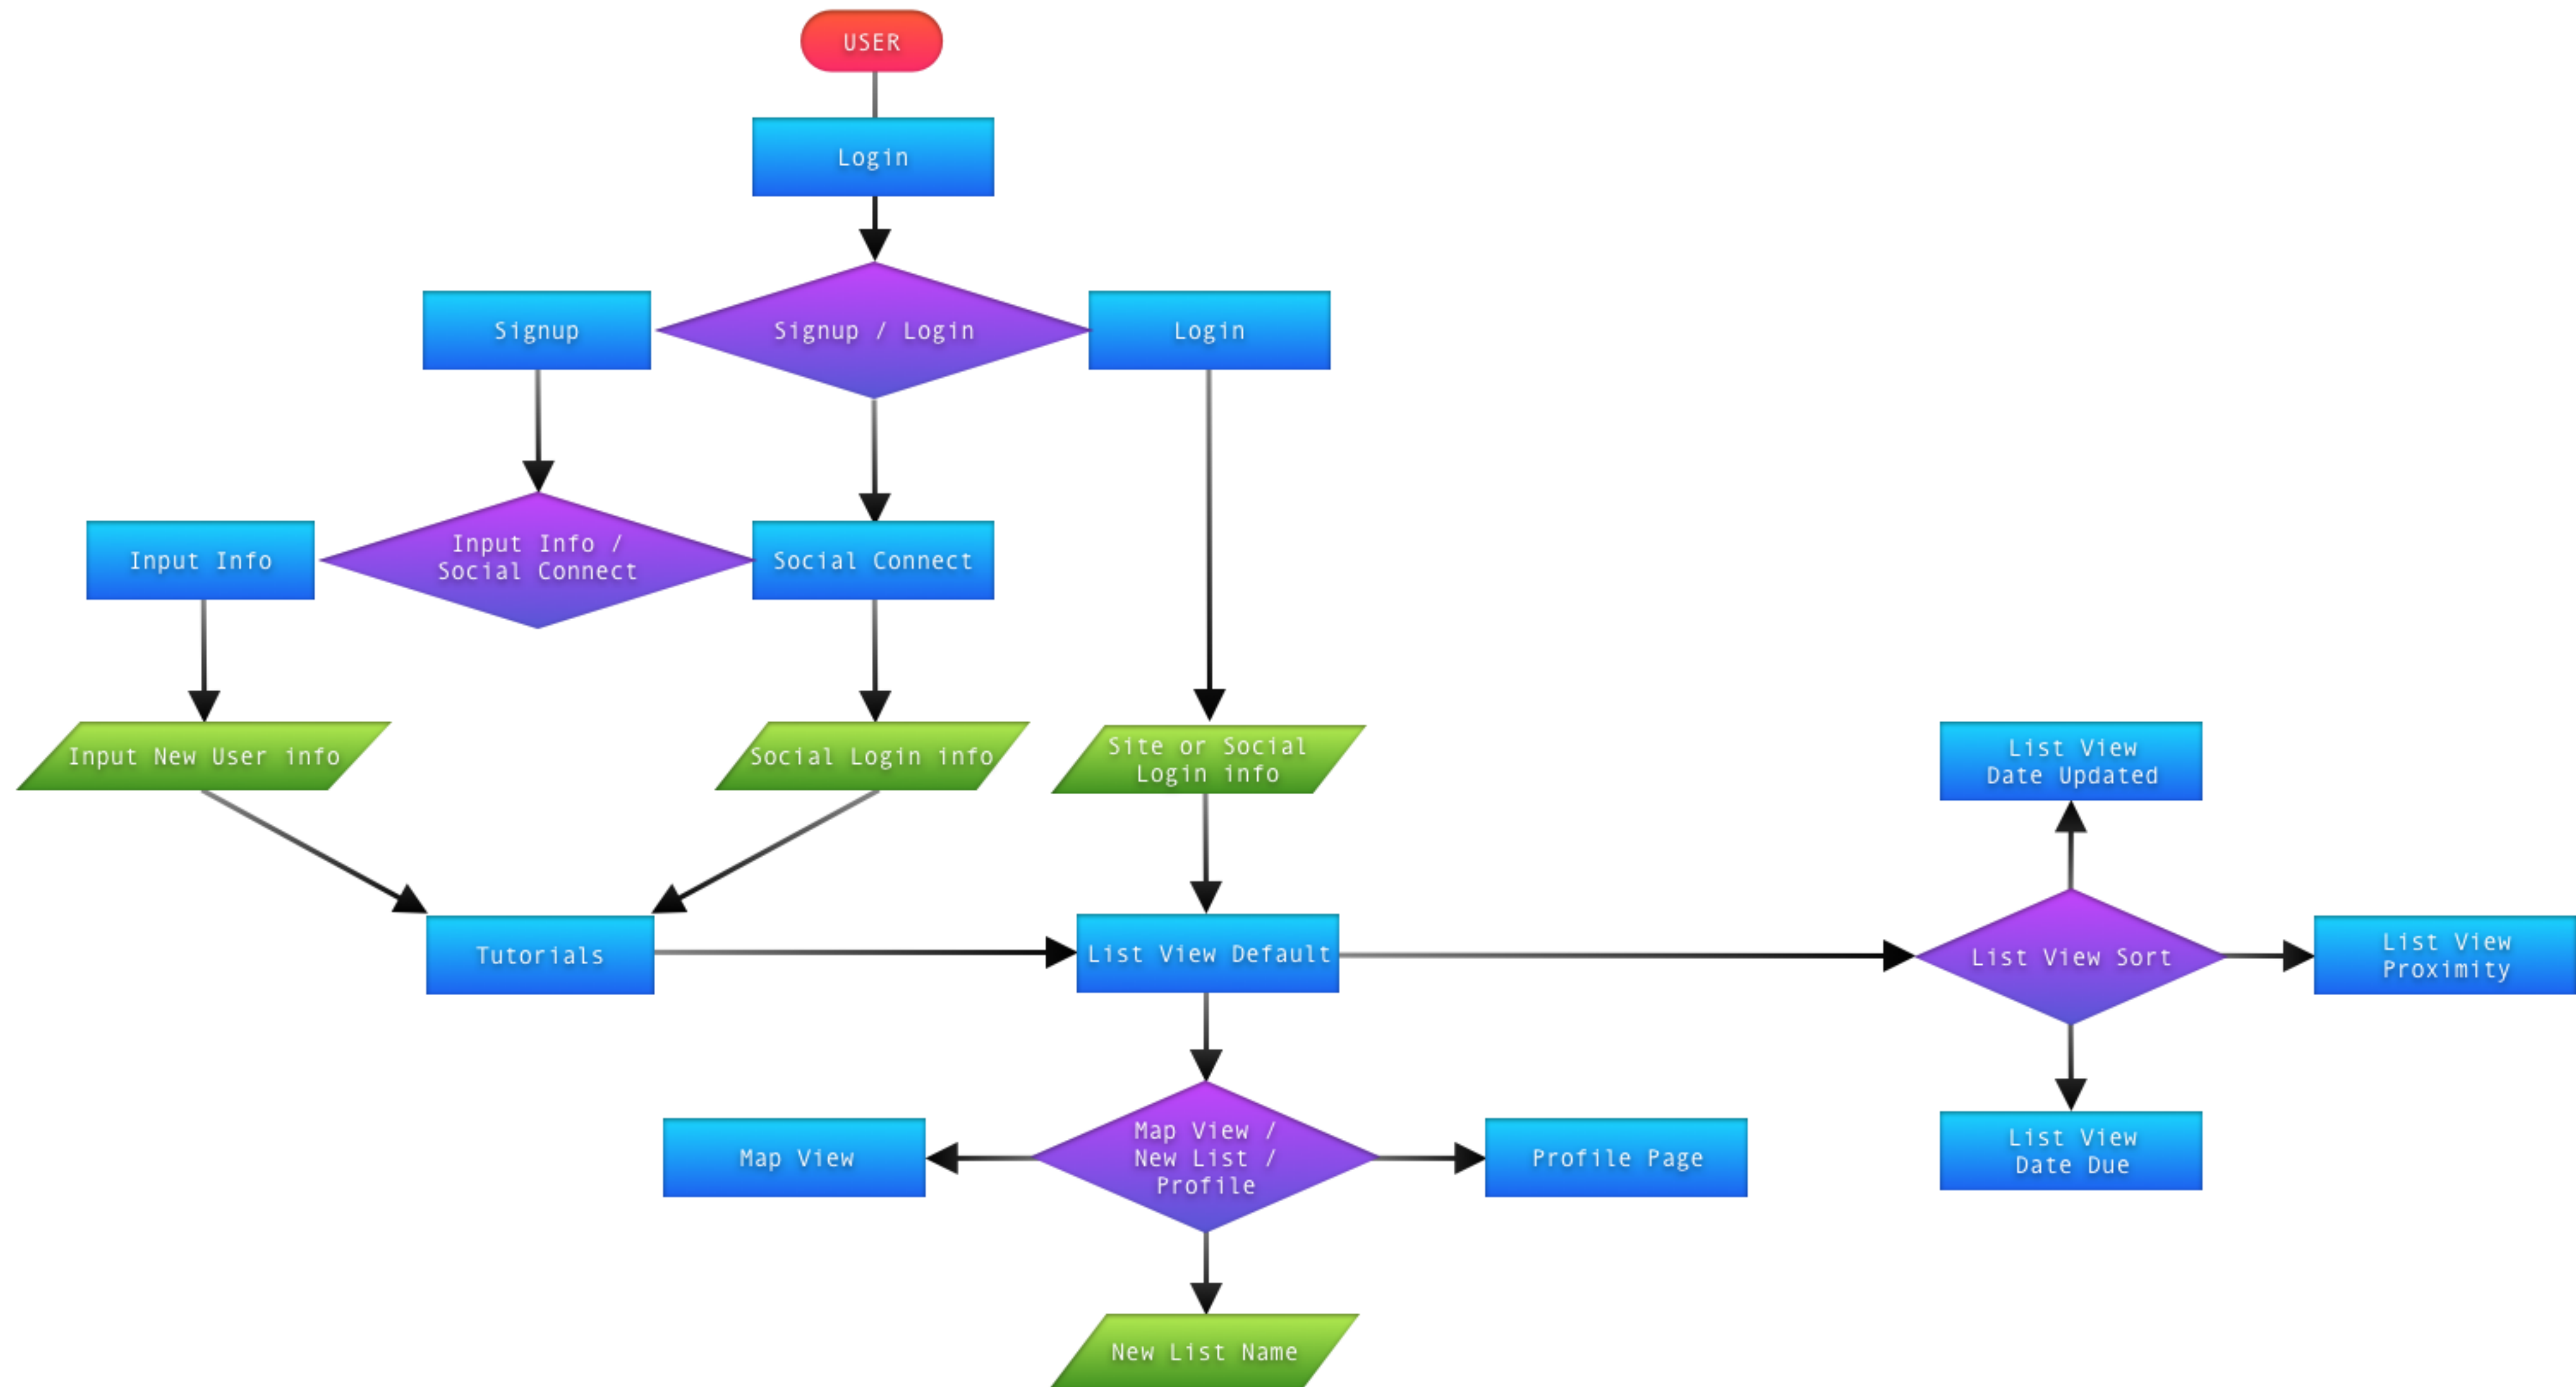 USER
Login
Signup
Signup / Login
Login
Input Info
Input Info /
Social Connect
Social Connect
Input New User info
Social Login info
Site or Social
Login info
List View
Date Updated
Tutorials
List View Default
List View Sort
List View
Proximity
Map View
Map View /
New List /
Profile
Profile Page
List View
Date Due
New List Name